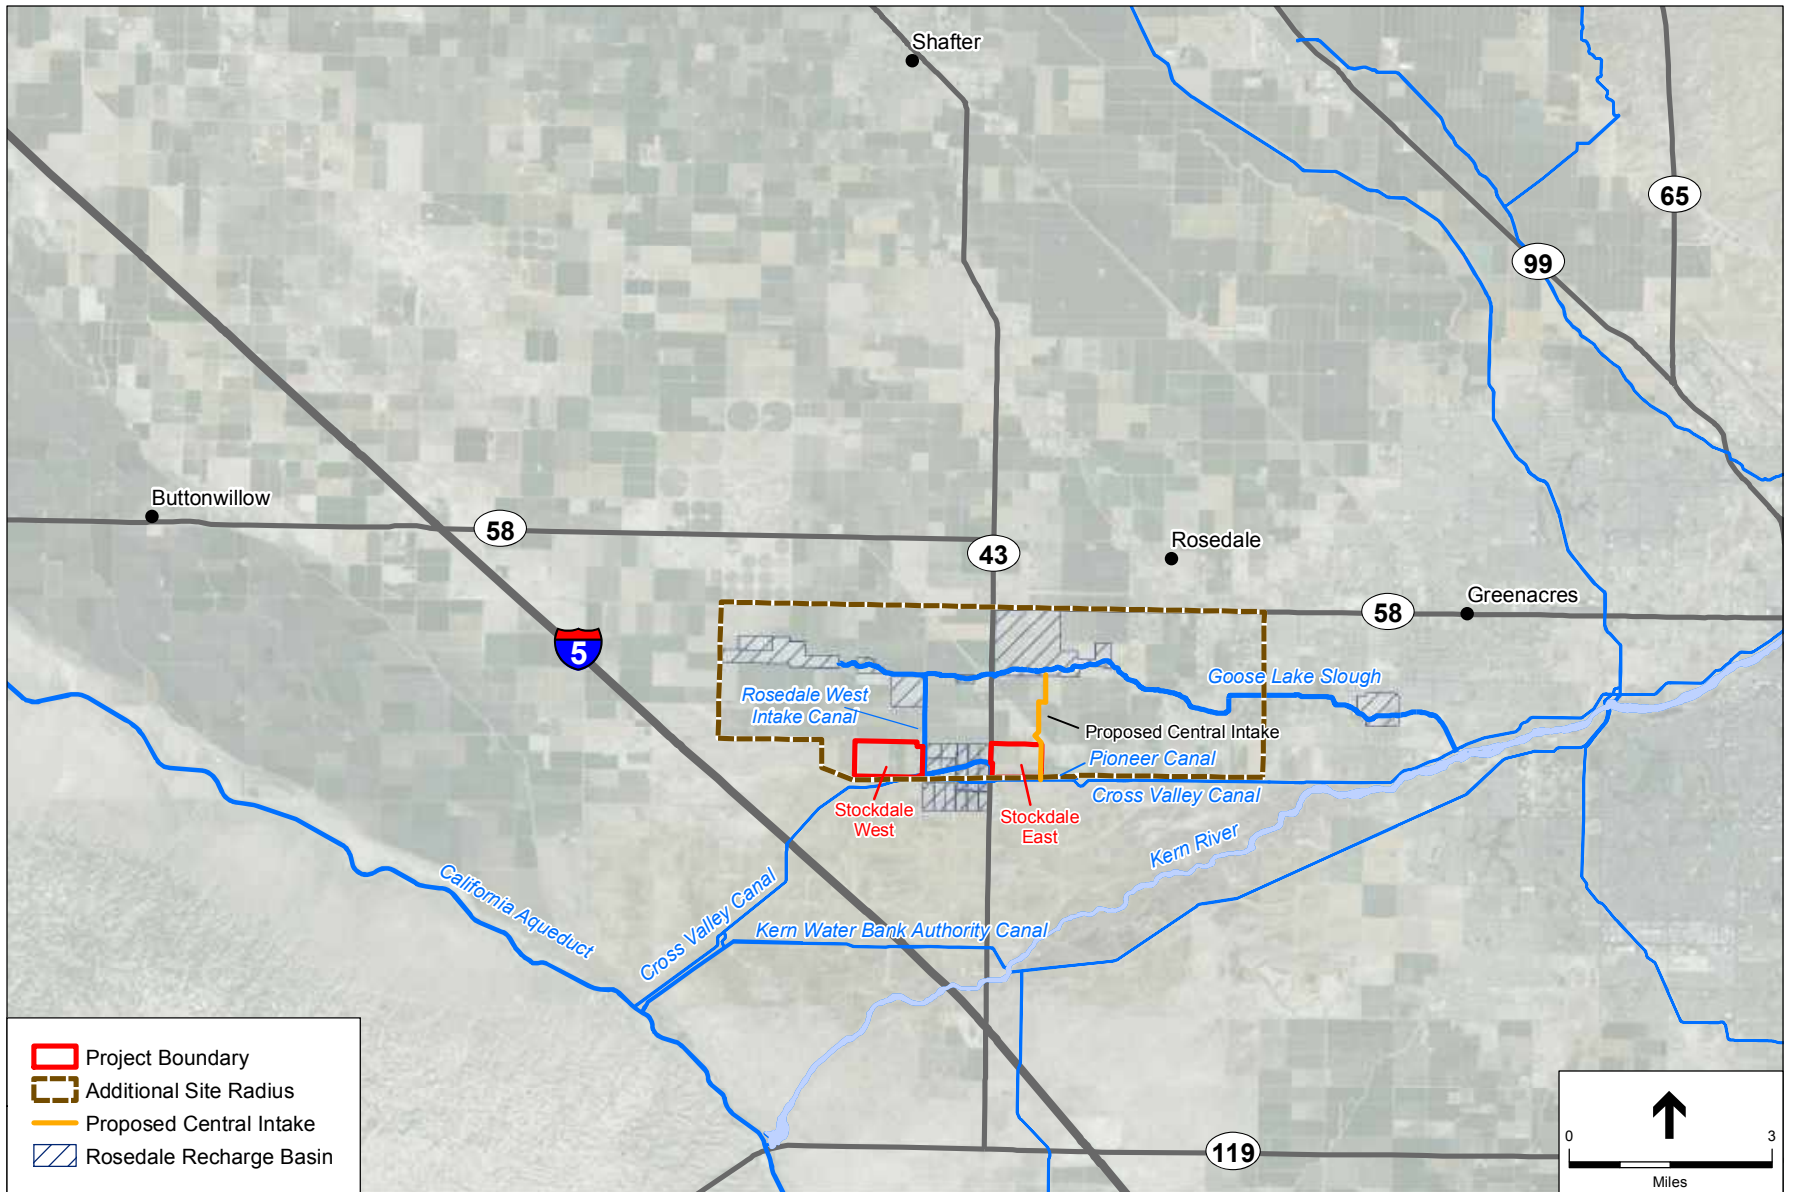 Shafter
65
99
Buttonwillow
58
43
Rosedale
Greenacres
58
5
Goose Lake Slough
Rosedale West
Intake Canal
Proposed Central Intake
Pioneer Canal
Cross Valley Canal
Stockdale
West
Stockdale
East
Kern River
California Aqueduct
Cross Valley Canal
Kern Water Bank Authority Canal
119
Project Boundary
Additional Site Radius
Proposed Central Intake
Rosedale Recharge Basin
0 3
Miles